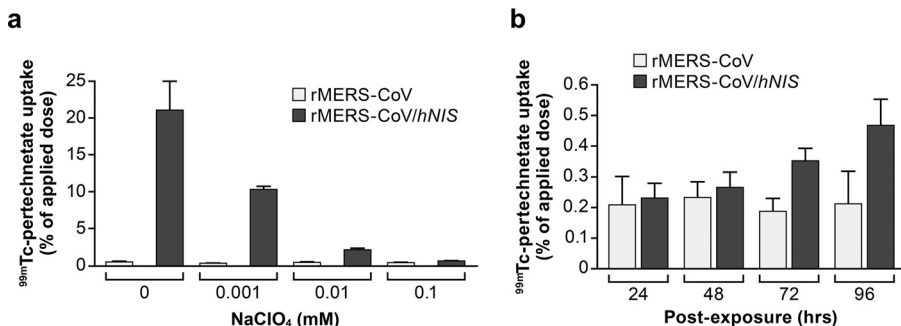 a
25
20
15
10
5
0
99mTc-pertechnetate uptake
(% of applied dose)
rMERS-CoV
rMERS-CoV/hNIS
0 0.001 0.01 0.1
NaClO4 (mM)
b
0.6
0.5
0.4
0.3
0.2
0.1
0
99mTc-pertechnetate uptake
(% of applied dose)
rMERS-CoV
rMERS-CoV/hNIS
24 48 72 96
Post-exposure (hrs)